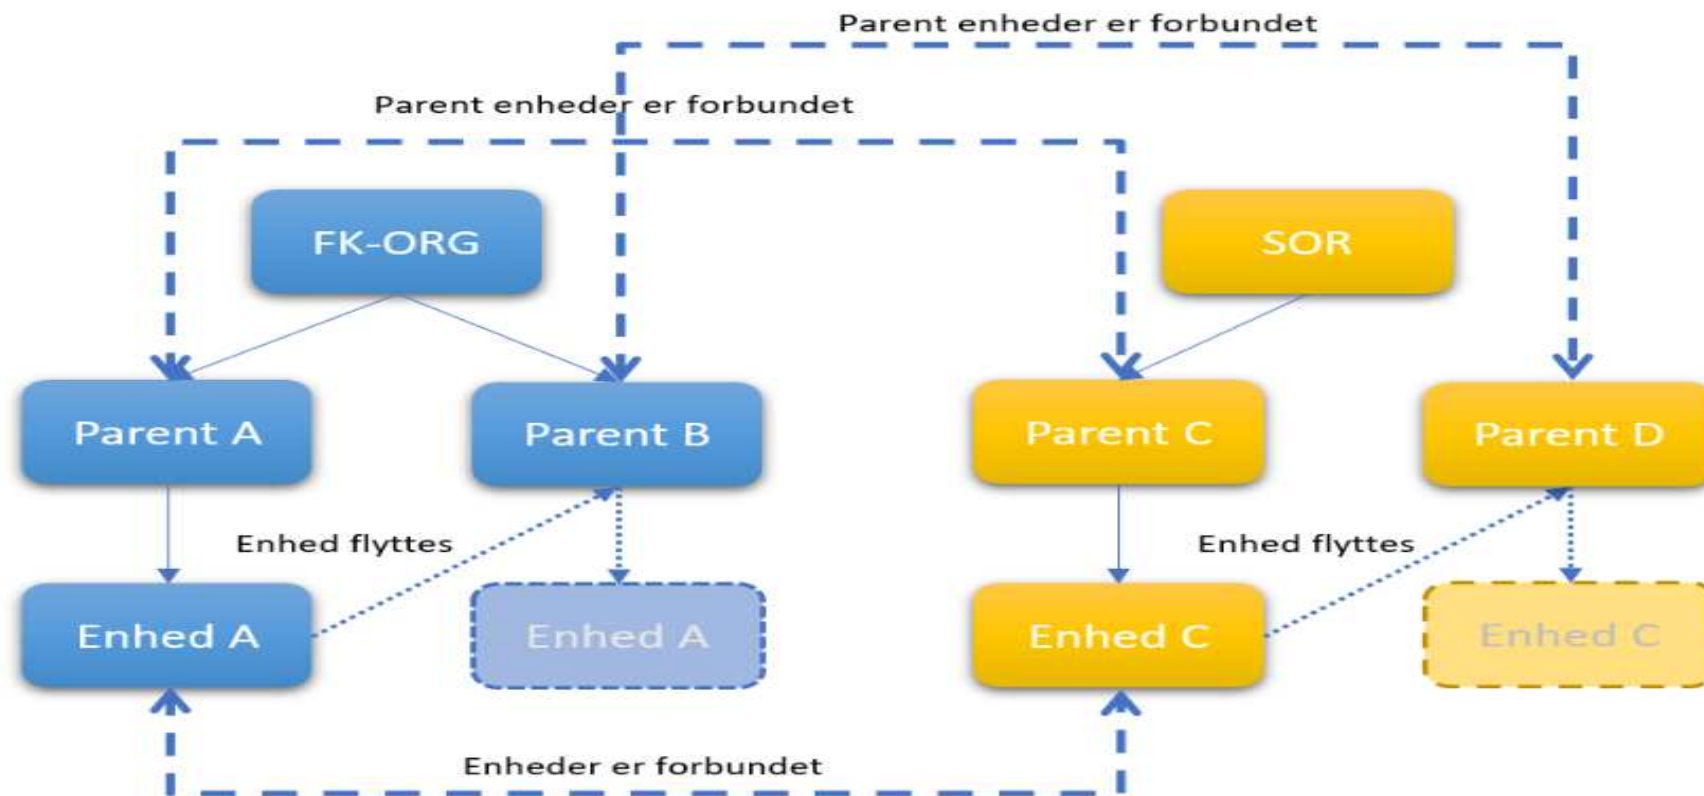 Parent enheder er forbundet
Parent enheder er forbundet
FK-ORG
SOR
Parent A
Parent B
Parent C
Parent D
Enhed flyttes
Enhed flyttes
Enhed A
Enhed A
Enhed C
Enhed C
Enheder er forbundet